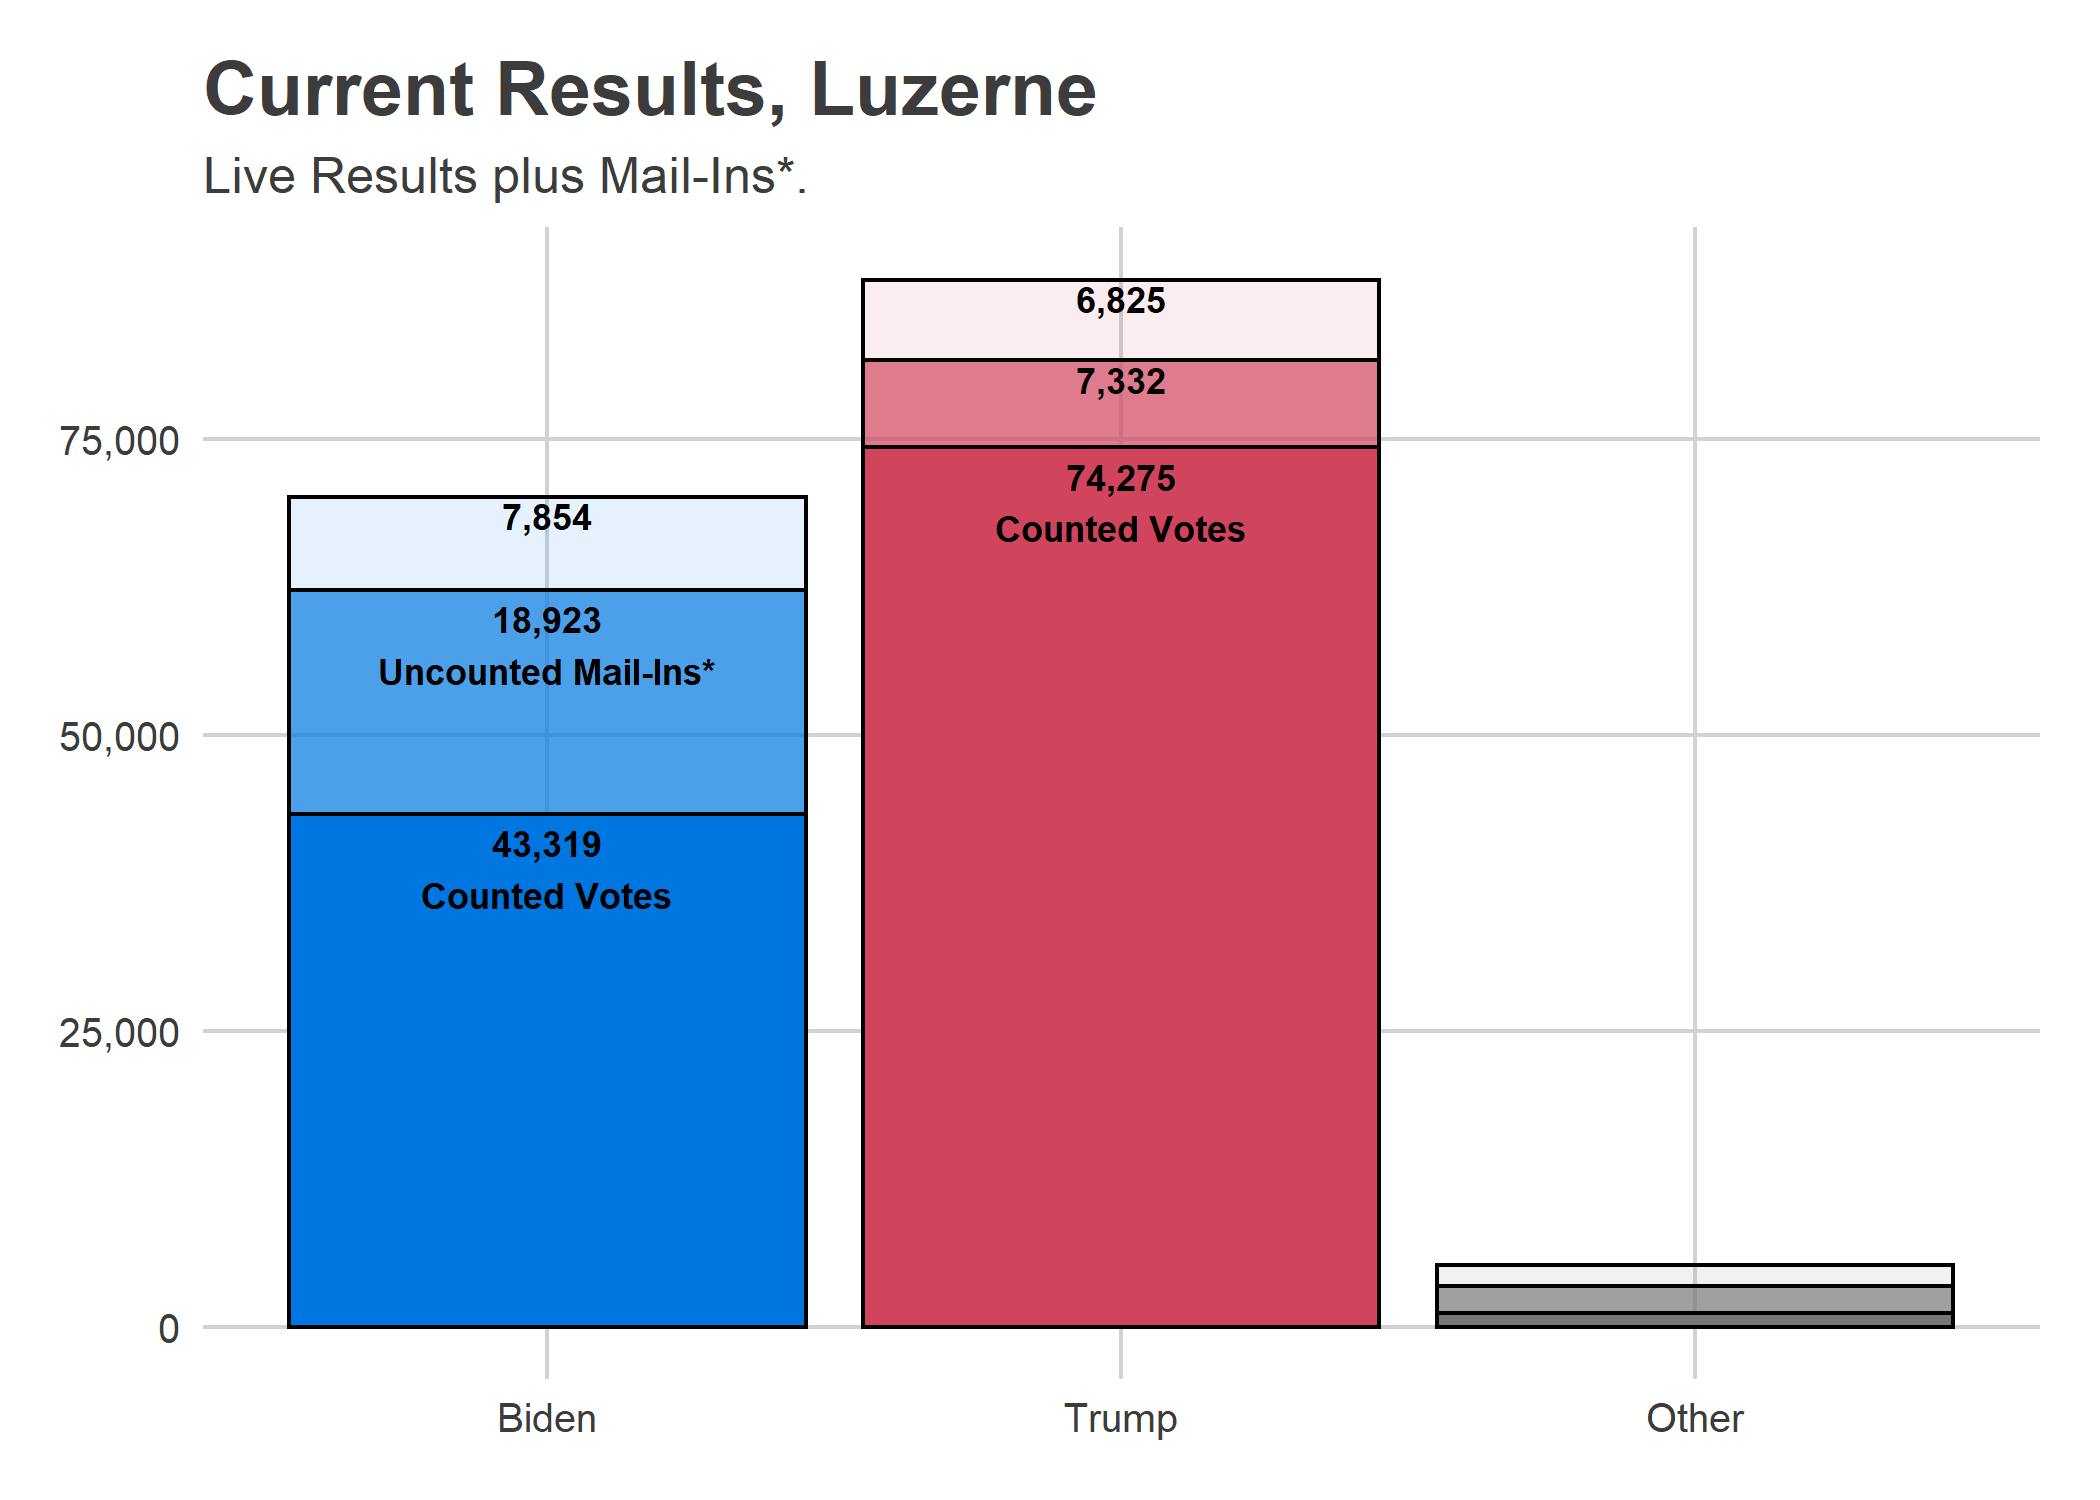 Current Results, Luzerne
Live Results plus Mail-Ins*.
75,000
50,000
25,000
0
7,854
18,923
Uncounted Mail-Ins*
43,319
Counted Votes
6,825
7,332
74,275
Counted Votes
Biden
Trump
Other